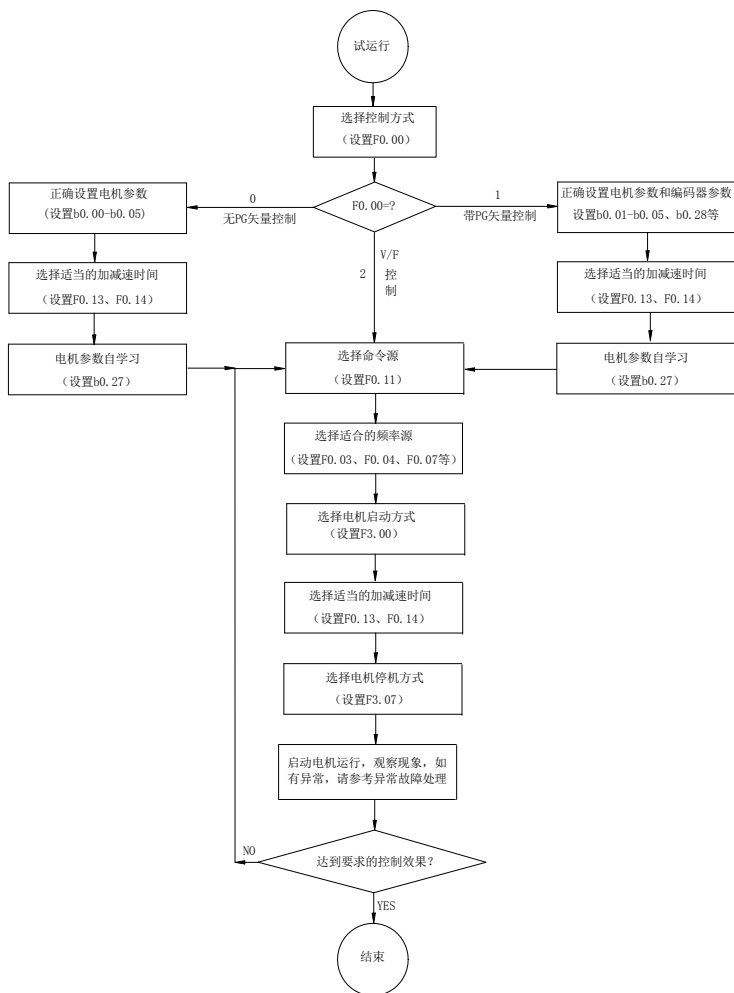 试运行
选择控制方式
（设置F0.00）
F0.00=?
0
无PG矢量控制
1
带PG矢量控制
V/F
控
制
2
正确设置电机参数
(设置b0.00-b0.05)
选择适当的加减速时间
（设置F0.13、F0.14）
电机参数自学习
（设置b0.27）
正确设置电机参数和编码器参数
设置b0.01-b0.05、b0.28等
选择适当的加减速时间
（设置F0.13、F0.14）
电机参数自学习
（设置b0.27）
选择命令源
（设置F0.11）
选择适合的频率源
（设置F0.03、F0.04、F0.07等）
选择电机启动方式
（设置F3.00）
选择适当的加减速时间
（设置F0.13、F0.14）
选择电机停机方式
（设置F3.07）
启动电机运行，观察现象，如
有异常，请参考异常故障处理
达到要求的控制效果？
NO
YES
结束